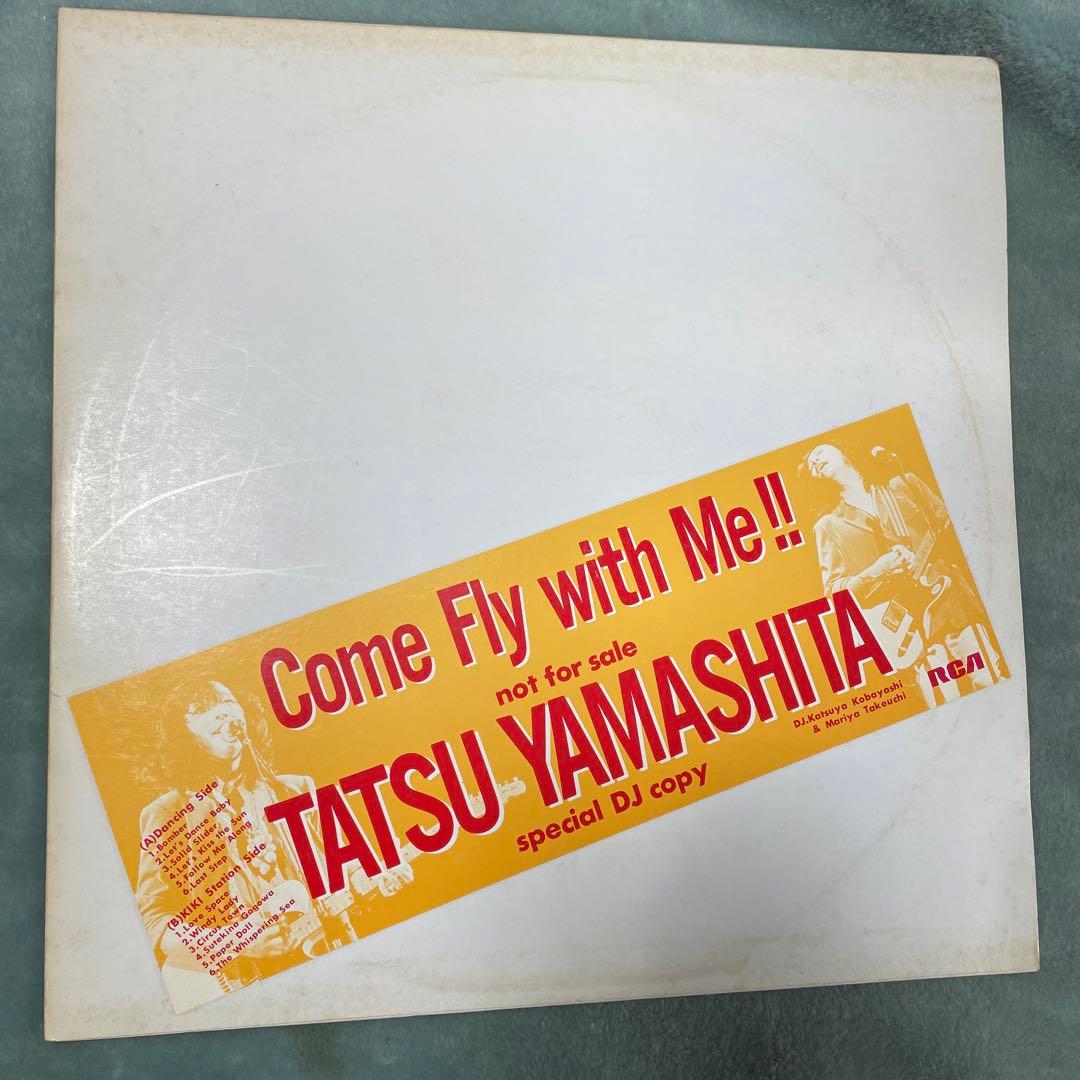 Come Fly with Me!!
not for sale
TATSU YAMASHITA
special DJ copy
DJ.Katsuya Kobayashi
& Mariya Takeuchi
RCA
(A)Dancing Side
1.Bomber
2.Let's Dance Baby
3.Solid Slider
4.Let's Kiss the Sun
5.Follow Me Along
6.Last Step
(B)KIKI Station Side
1.Love Space
2.Windy Lady
3.Circus Town
4.Sutekina Gogowa
5.Paper Doll
6.The Whispering Sea